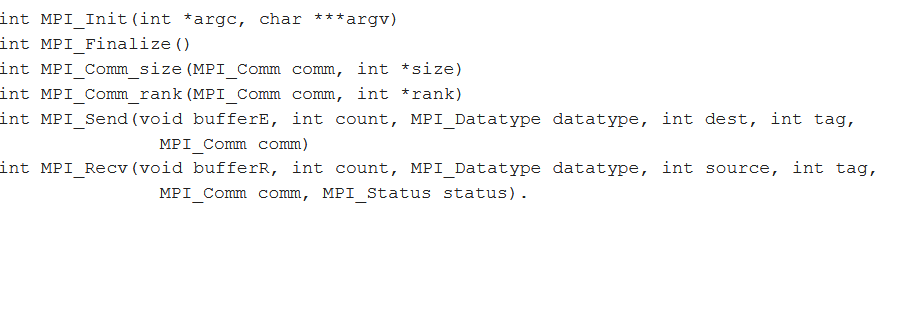 int MPI_Init(int *argc, char ***argv)
int MPI_Finalize()
int MPI_Comm_size(MPI_Comm comm, int *size)
int MPI_Comm_rank(MPI_Comm comm, int *rank)
int MPI_Send(void bufferE, int count, MPI_Datatype datatype, int dest, int tag,
MPI_Comm comm)
int MPI_Recv(void bufferR, int count, MPI_Datatype datatype, int source, int tag,
MPI_Comm comm, MPI_Status status).